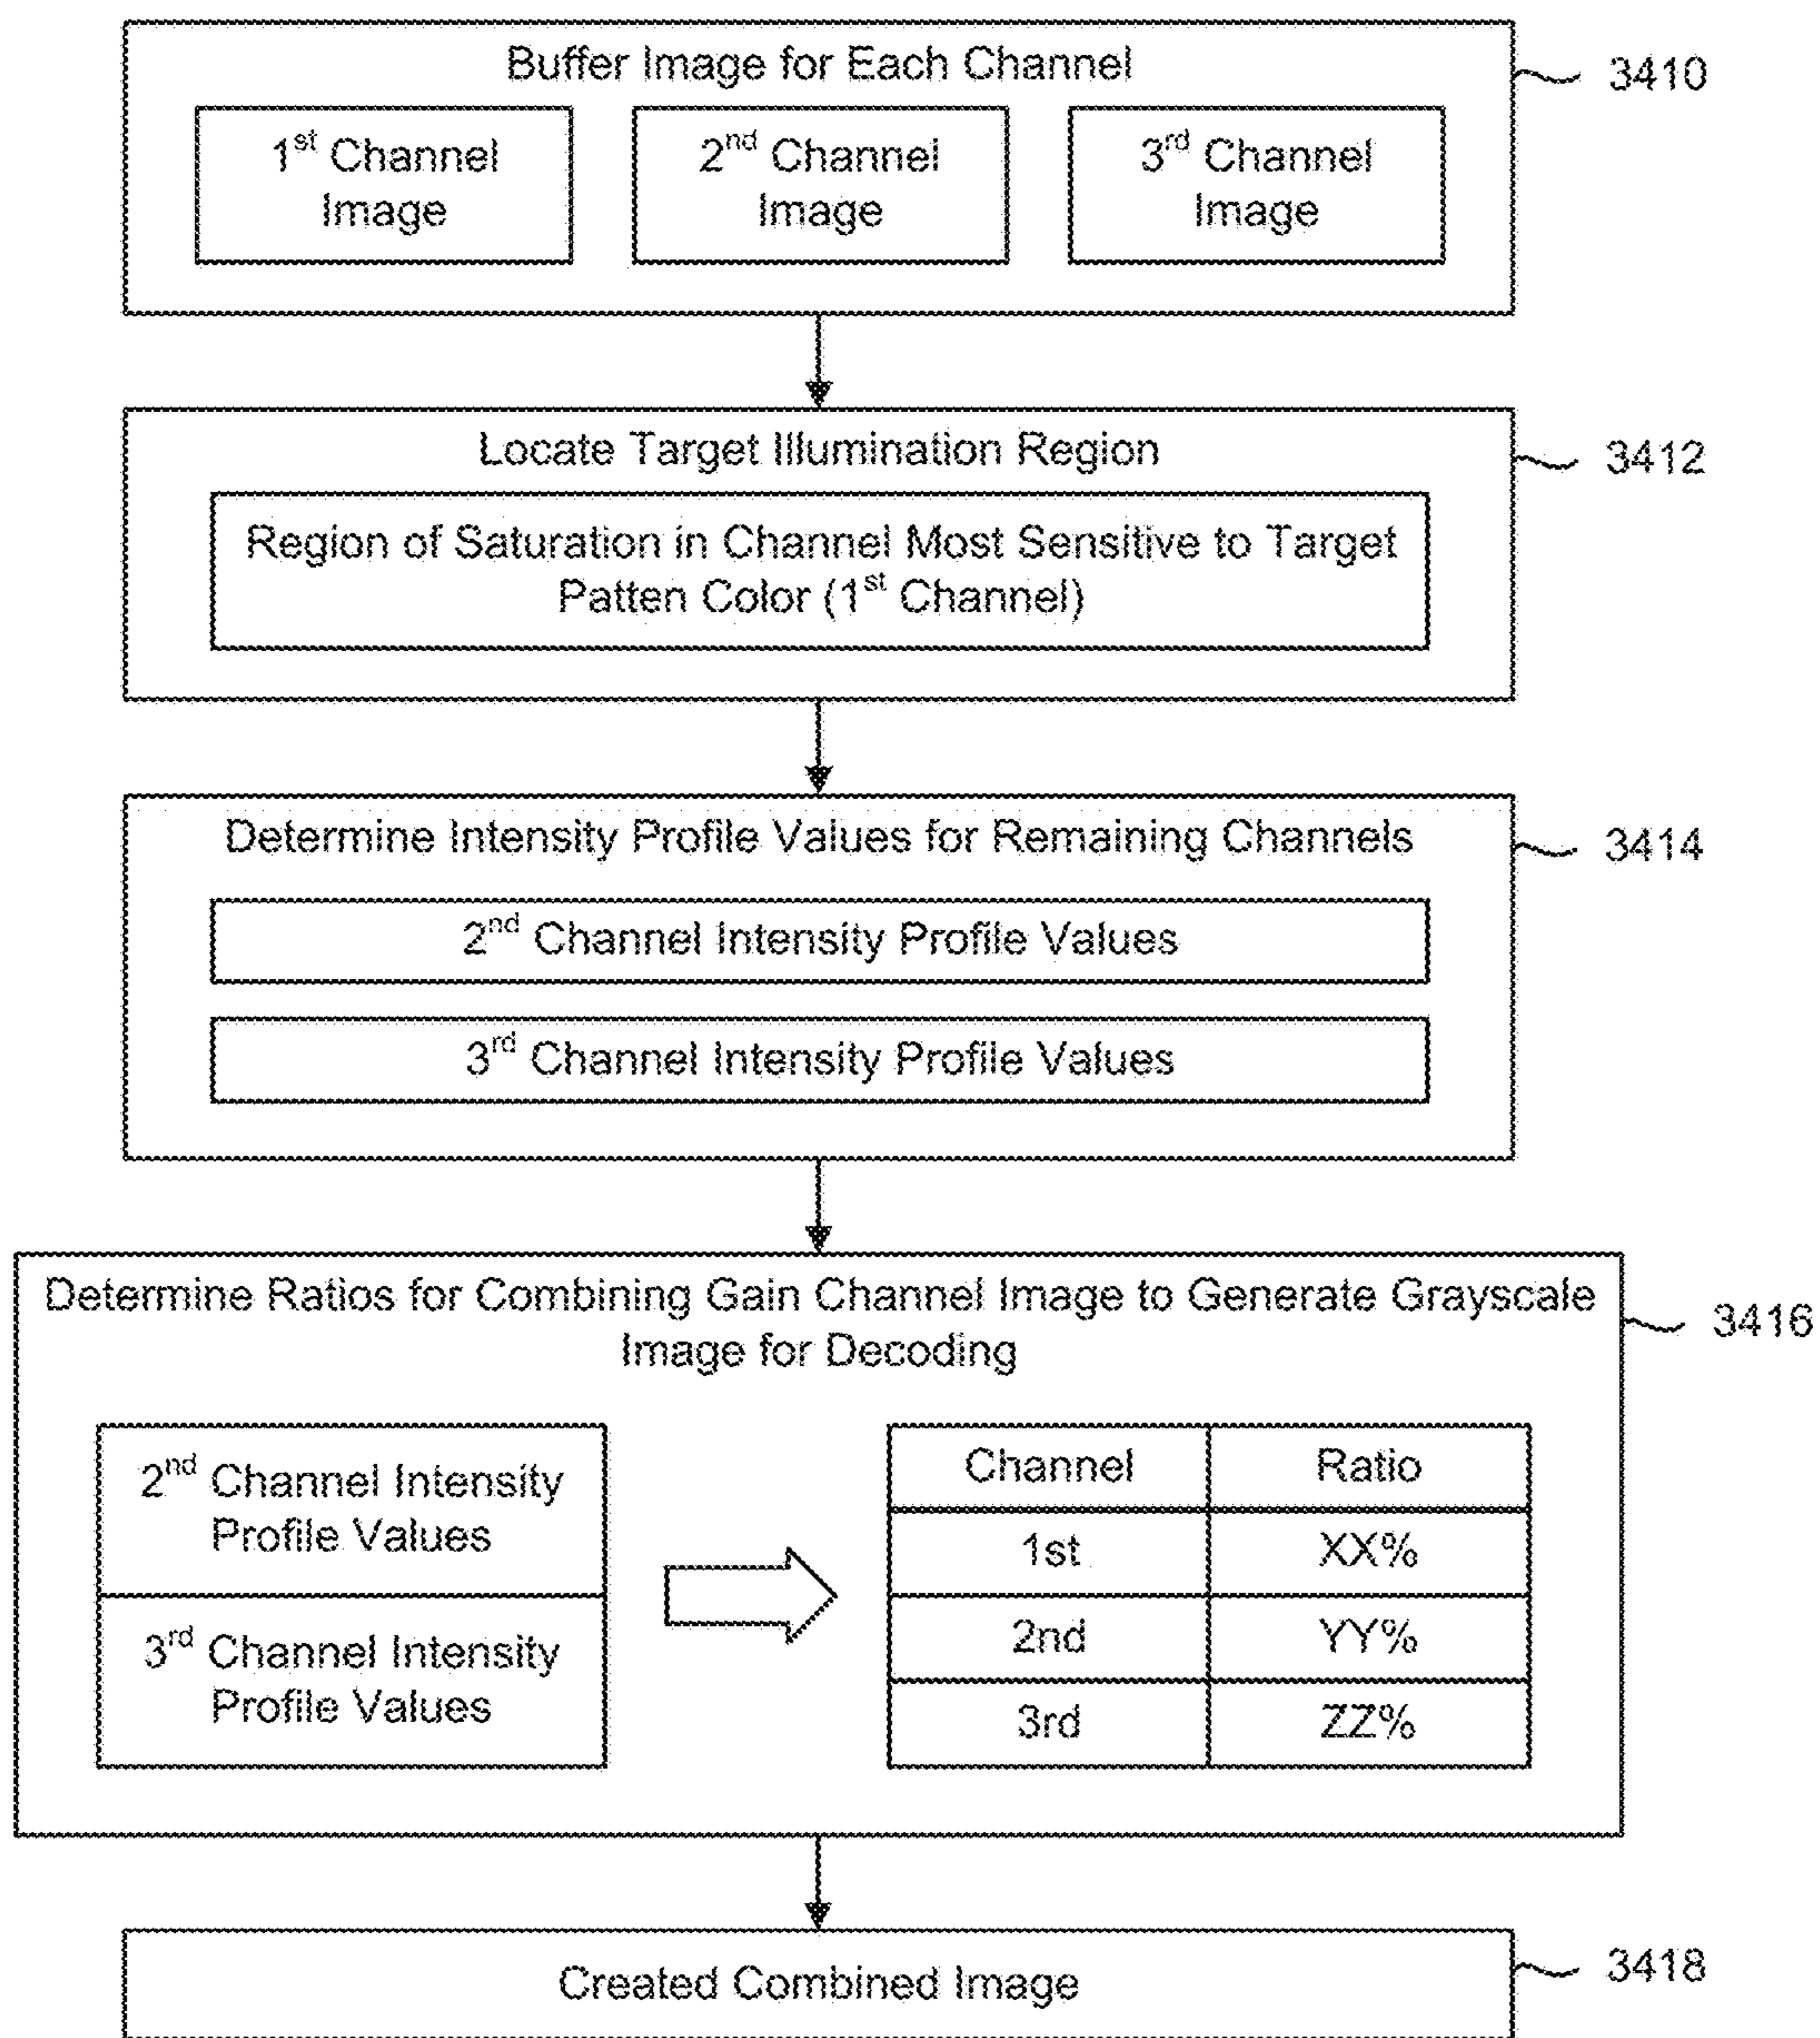 Buffer Image for Each Channel
3410
1st Channel
Image
2nd Channel
Image
3rd Channel
Image
Locate Target Illumination Region
3412
Region of Saturation in Channel Most Sensitive to Target
Patten Color (1st Channel)
Determine Intensity Profile Values for Remaining Channels
3414
2nd Channel Intensity Profile Values
3rd Channel Intensity Profile Values
Determine Ratios for Combining Gain Channel Image to Generate Grayscale
Image for Decoding
3416
2nd Channel Intensity
Profile Values
3rd Channel Intensity
Profile Values
Channel Ratio
1st XX%
2nd YY%
3rd ZZ%
Created Combined Image
3418